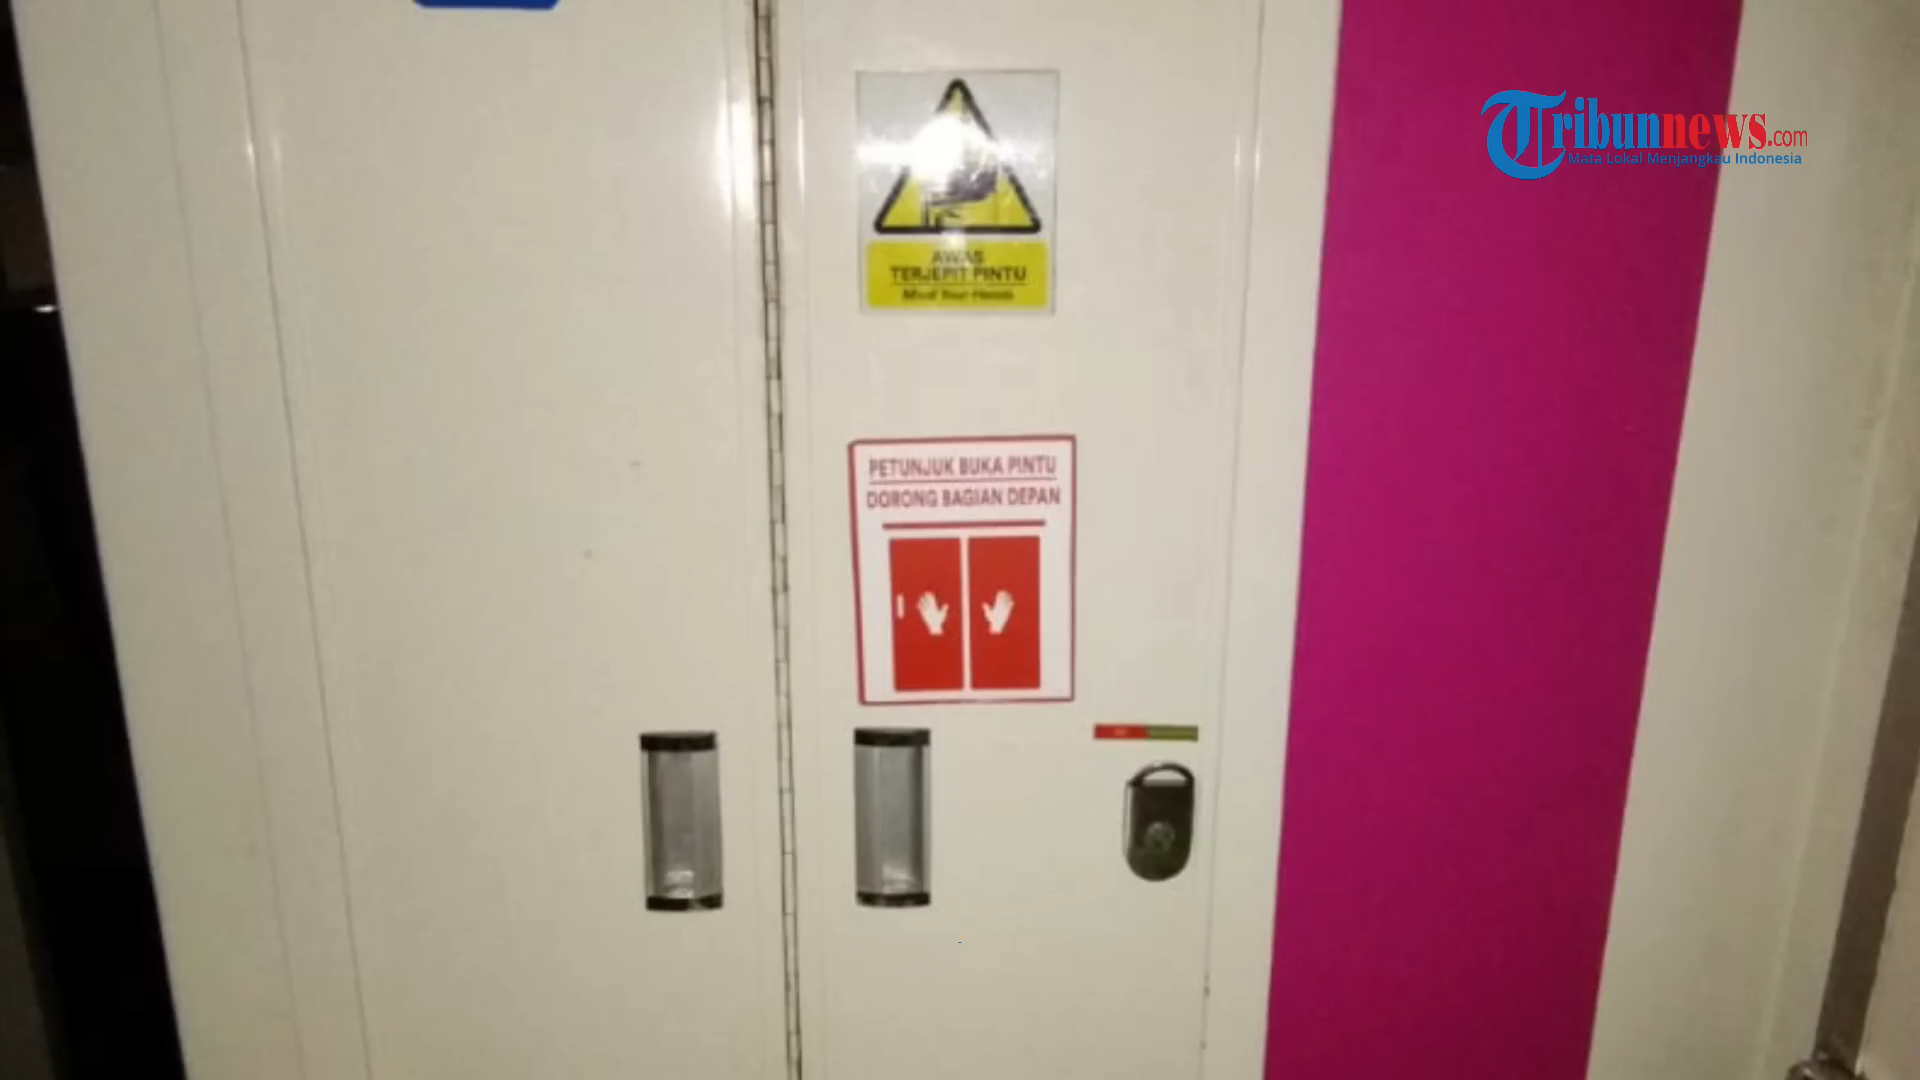 Tribunnews.com
Mata Lokal Menjangkau Indonesia
AWAS
TERJEPIT PINTU
Mind Your Hands
PETUNJUK BUKA PINTU
DORONG BAGIAN DEPAN